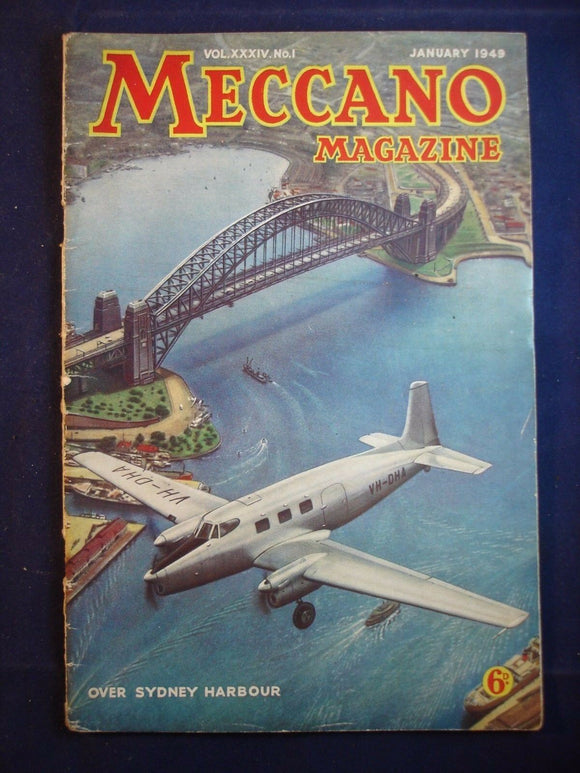 VOL. XXXIV. No. 1
JANUARY 1949
MECCANO
MAGAZINE
VH-DHA
VH-DHA
OVER SYDNEY HARBOUR
6D.